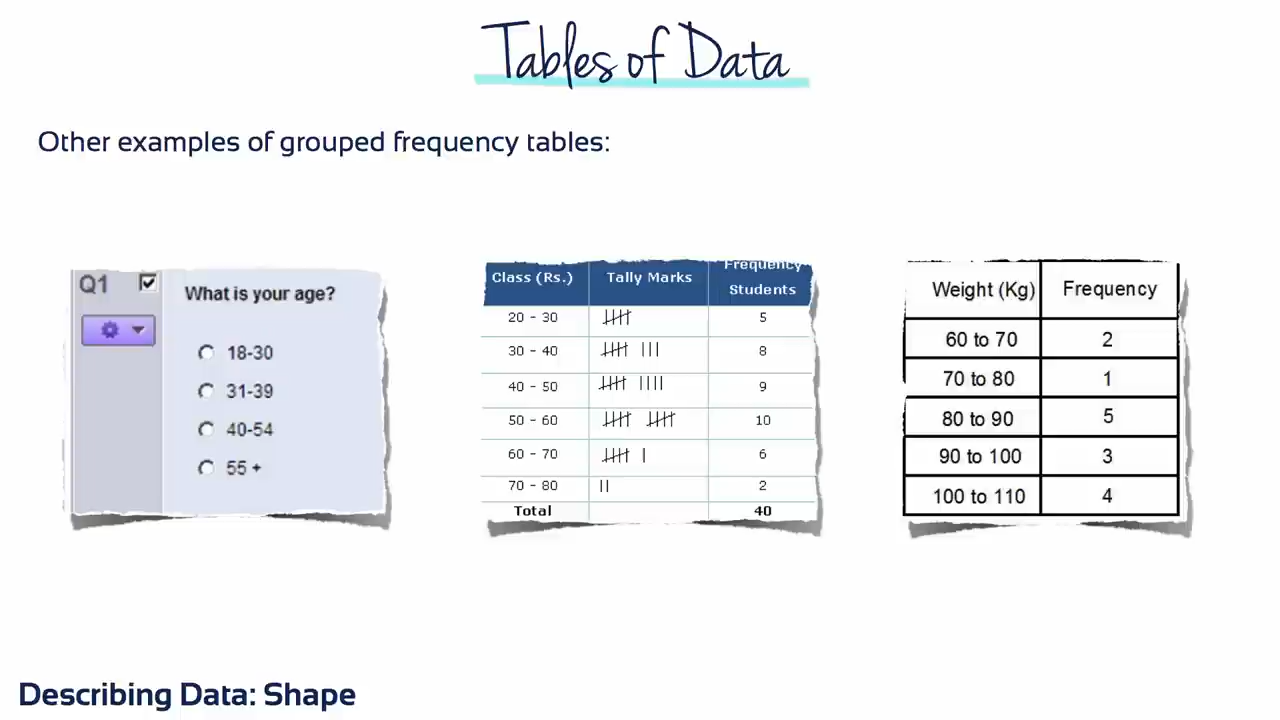 Tables of Data
Other examples of grouped frequency tables:
Q1
What is your age?
18-30
31-39
40-54
55 +
Class (Rs.) Tally Marks Frequency Students
20 - 30 5
30 - 40 8
40 - 50 9
50 - 60 10
60 - 70 6
70 - 80 2
Total 40
Weight (Kg) Frequency
60 to 70 2
70 to 80 1
80 to 90 5
90 to 100 3
100 to 110 4
Describing Data: Shape